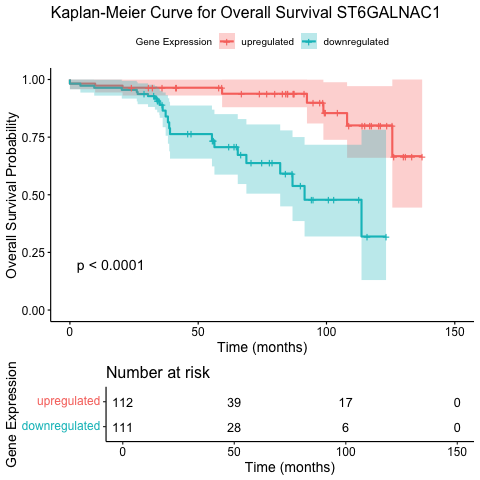 Kaplan-Meier Curve for Overall Survival ST6GALNAC1
Gene Expression upregulated downregulated
Overall Survival Probability
1.00
0.75
0.50
0.25
0.00
p < 0.0001
0 50 100 150
Time (months)
Number at risk
Gene Expression
upregulated 112 39 17 0
downregulated 111 28 6 0
0 50 100 150
Time (months)